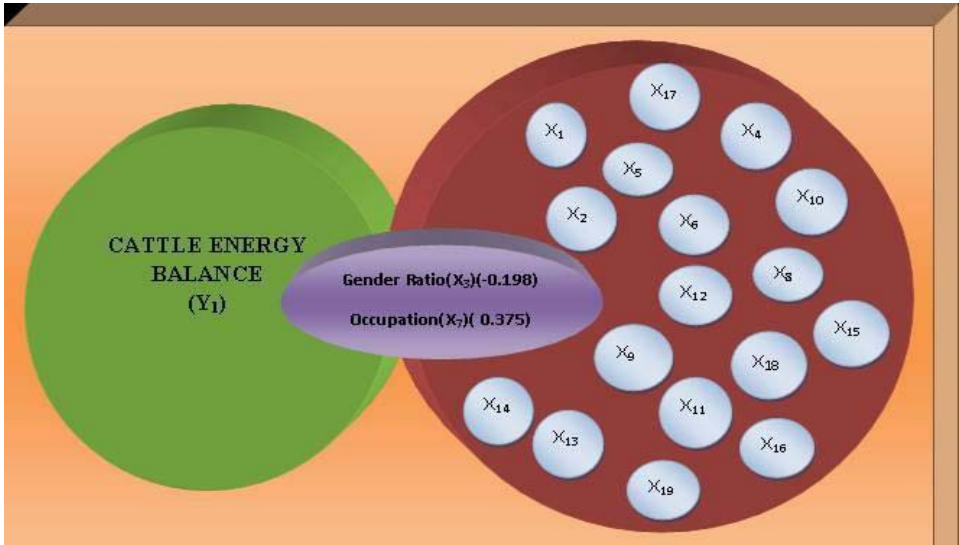 X17
X1
X4
X5
X10
X2
X6
CATTLE ENERGY
BALANCE
(Y1)
Gender Ratio(X3)(-0.198)
Occupation(X7)( 0.375)
X8
X12
X15
X9
X18
X14
X11
X13
X16
X19